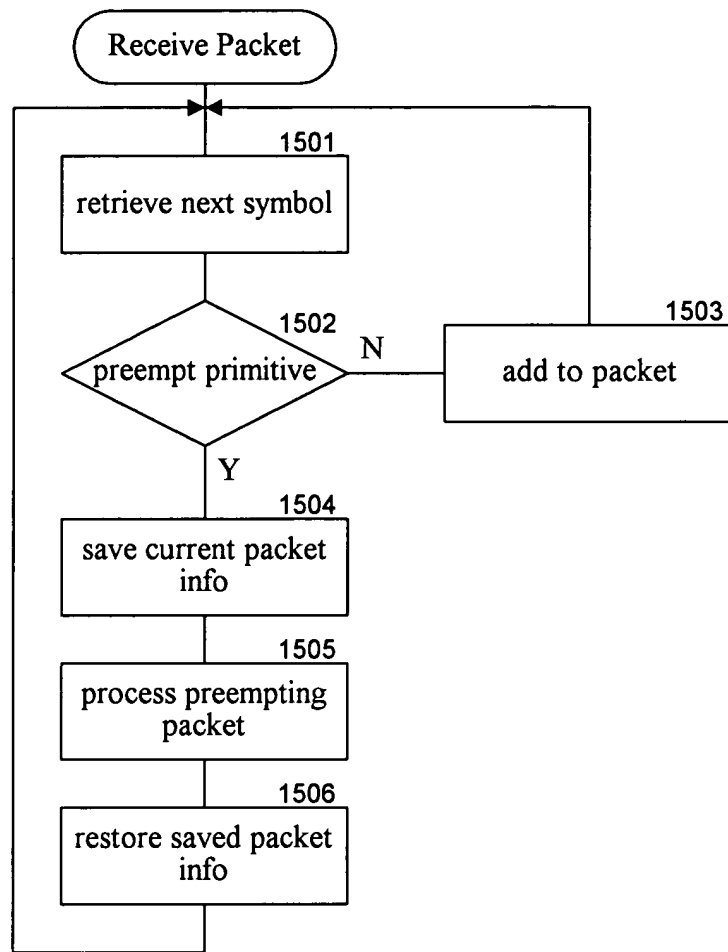 Receive Packet
1501
retrieve next symbol
1502
preempt primitive
N
1503
add to packet
Y
1504
save current packet
info
1505
process preempting
packet
1506
restore saved packet
info